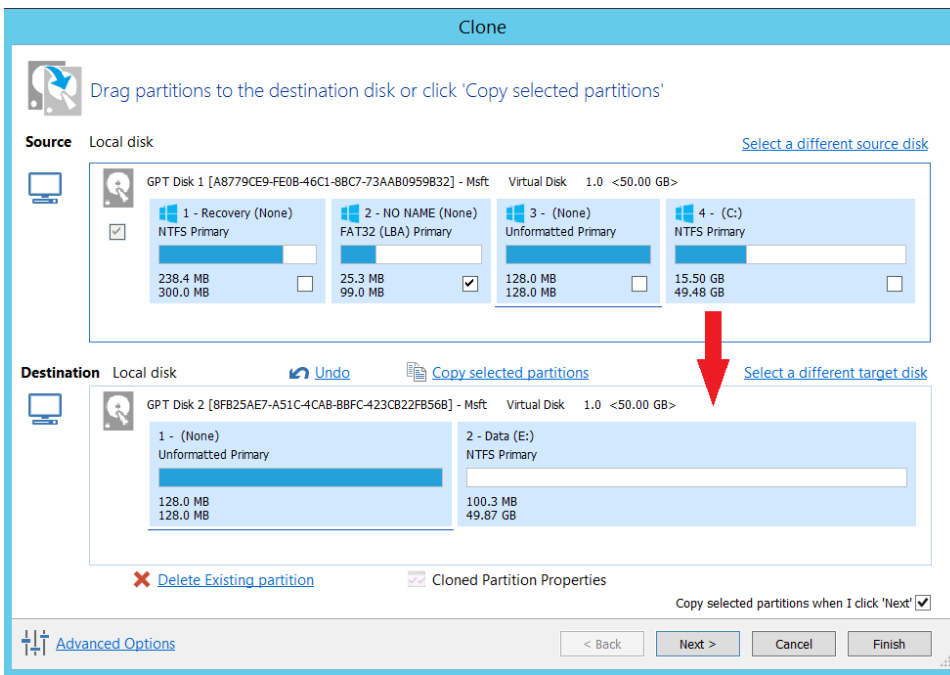 Clone
Drag partitions to the destination disk or click 'Copy selected partitions'
Source Local disk Select a different source disk
GPT Disk 1 [A8779CE9-FE0B-46C1-8BC7-73AAB0959B32] - Msft Virtual Disk 1.0 <50.00 GB>
1 - Recovery (None) 2 - NO NAME (None) 3 - (None) 4 - (C:)
NTFS Primary FAT32 (LBA) Primary Unformatted Primary NTFS Primary
238.4 MB 25.3 MB 128.0 MB 15.50 GB
300.0 MB 99.0 MB 128.0 MB 49.48 GB
Destination Local disk Undo Copy selected partitions Select a different target disk
GPT Disk 2 [8FB25AE7-A51C-4CAB-BBFC-423CB22FB56B] - Msft Virtual Disk 1.0 <50.00 GB>
1 - (None) 2 - Data (E:)
Unformatted Primary NTFS Primary
128.0 MB 100.3 MB
128.0 MB 49.87 GB
Delete Existing partition Cloned Partition Properties
Copy selected partitions when I click 'Next'
Advanced Options < Back Next > Cancel Finish